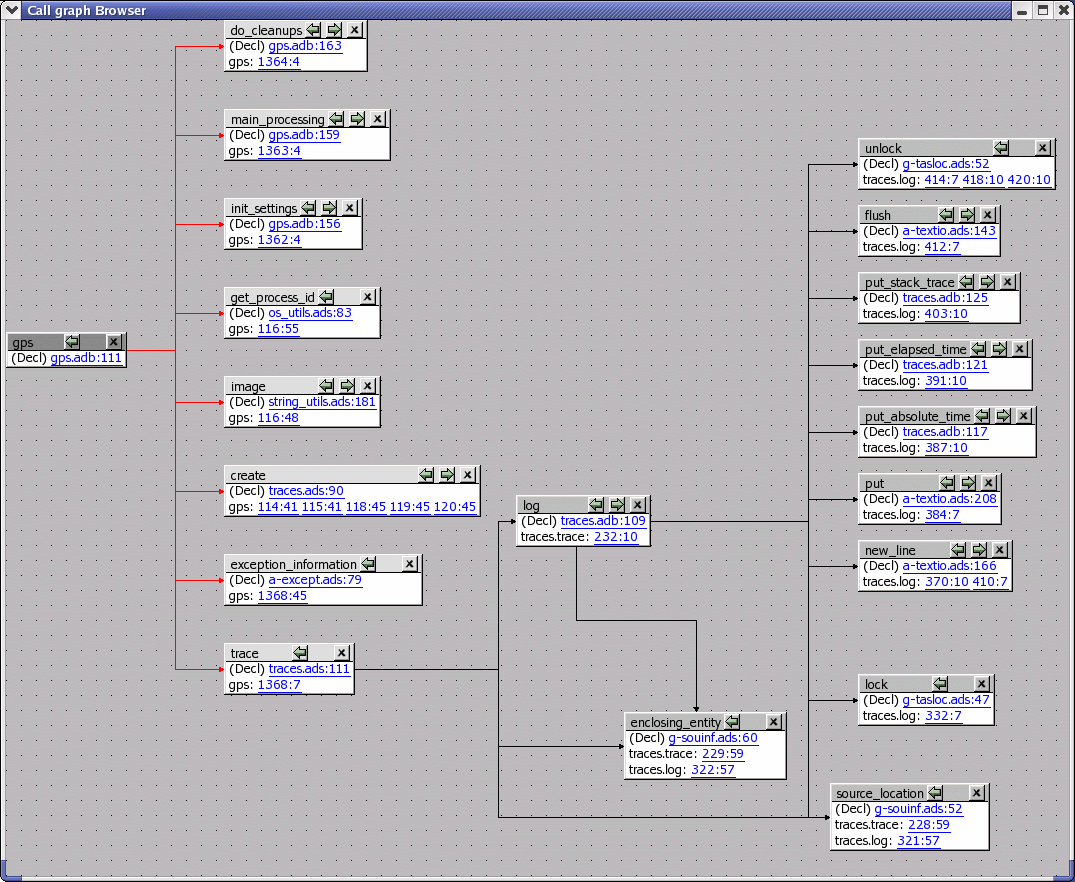 Call graph Browser
do_cleanups
(Decl) gps.adb:163
gps: 1364:4
main_processing
(Decl) gps.adb:159
gps: 1363:4
init_settings
(Decl) gps.adb:156
gps: 1362:4
get_process_id
(Decl) os_utils.ads:83
gps: 116:55
gps
(Decl) gps.adb:111
image
(Decl) string_utils.ads:181
gps: 116:48
create
(Decl) traces.ads:90
gps: 114:41 115:41 118:45 119:45 120:45
exception_information
(Decl) a-except.ads:79
gps: 1368:45
trace
(Decl) traces.ads:111
gps: 1368:7
log
(Decl) traces.adb:109
traces.trace: 232:10
enclosing_entity
(Decl) g-souinf.ads:60
traces.trace: 229:59
traces.log: 322:57
unlock
(Decl) g-tasloc.ads:52
traces.log: 414:7 418:10 420:10
flush
(Decl) a-textio.ads:143
traces.log: 412:7
put_stack_trace
(Decl) traces.adb:125
traces.log: 403:10
put_elapsed_time
(Decl) traces.adb:121
traces.log: 391:10
put_absolute_time
(Decl) traces.adb:117
traces.log: 387:10
put
(Decl) a-textio.ads:208
traces.log: 384:7
new_line
(Decl) a-textio.ads:166
traces.log: 370:10 410:7
lock
(Decl) g-tasloc.ads:47
traces.log: 332:7
source_location
(Decl) g-souinf.ads:52
traces.trace: 228:59
traces.log: 321:57